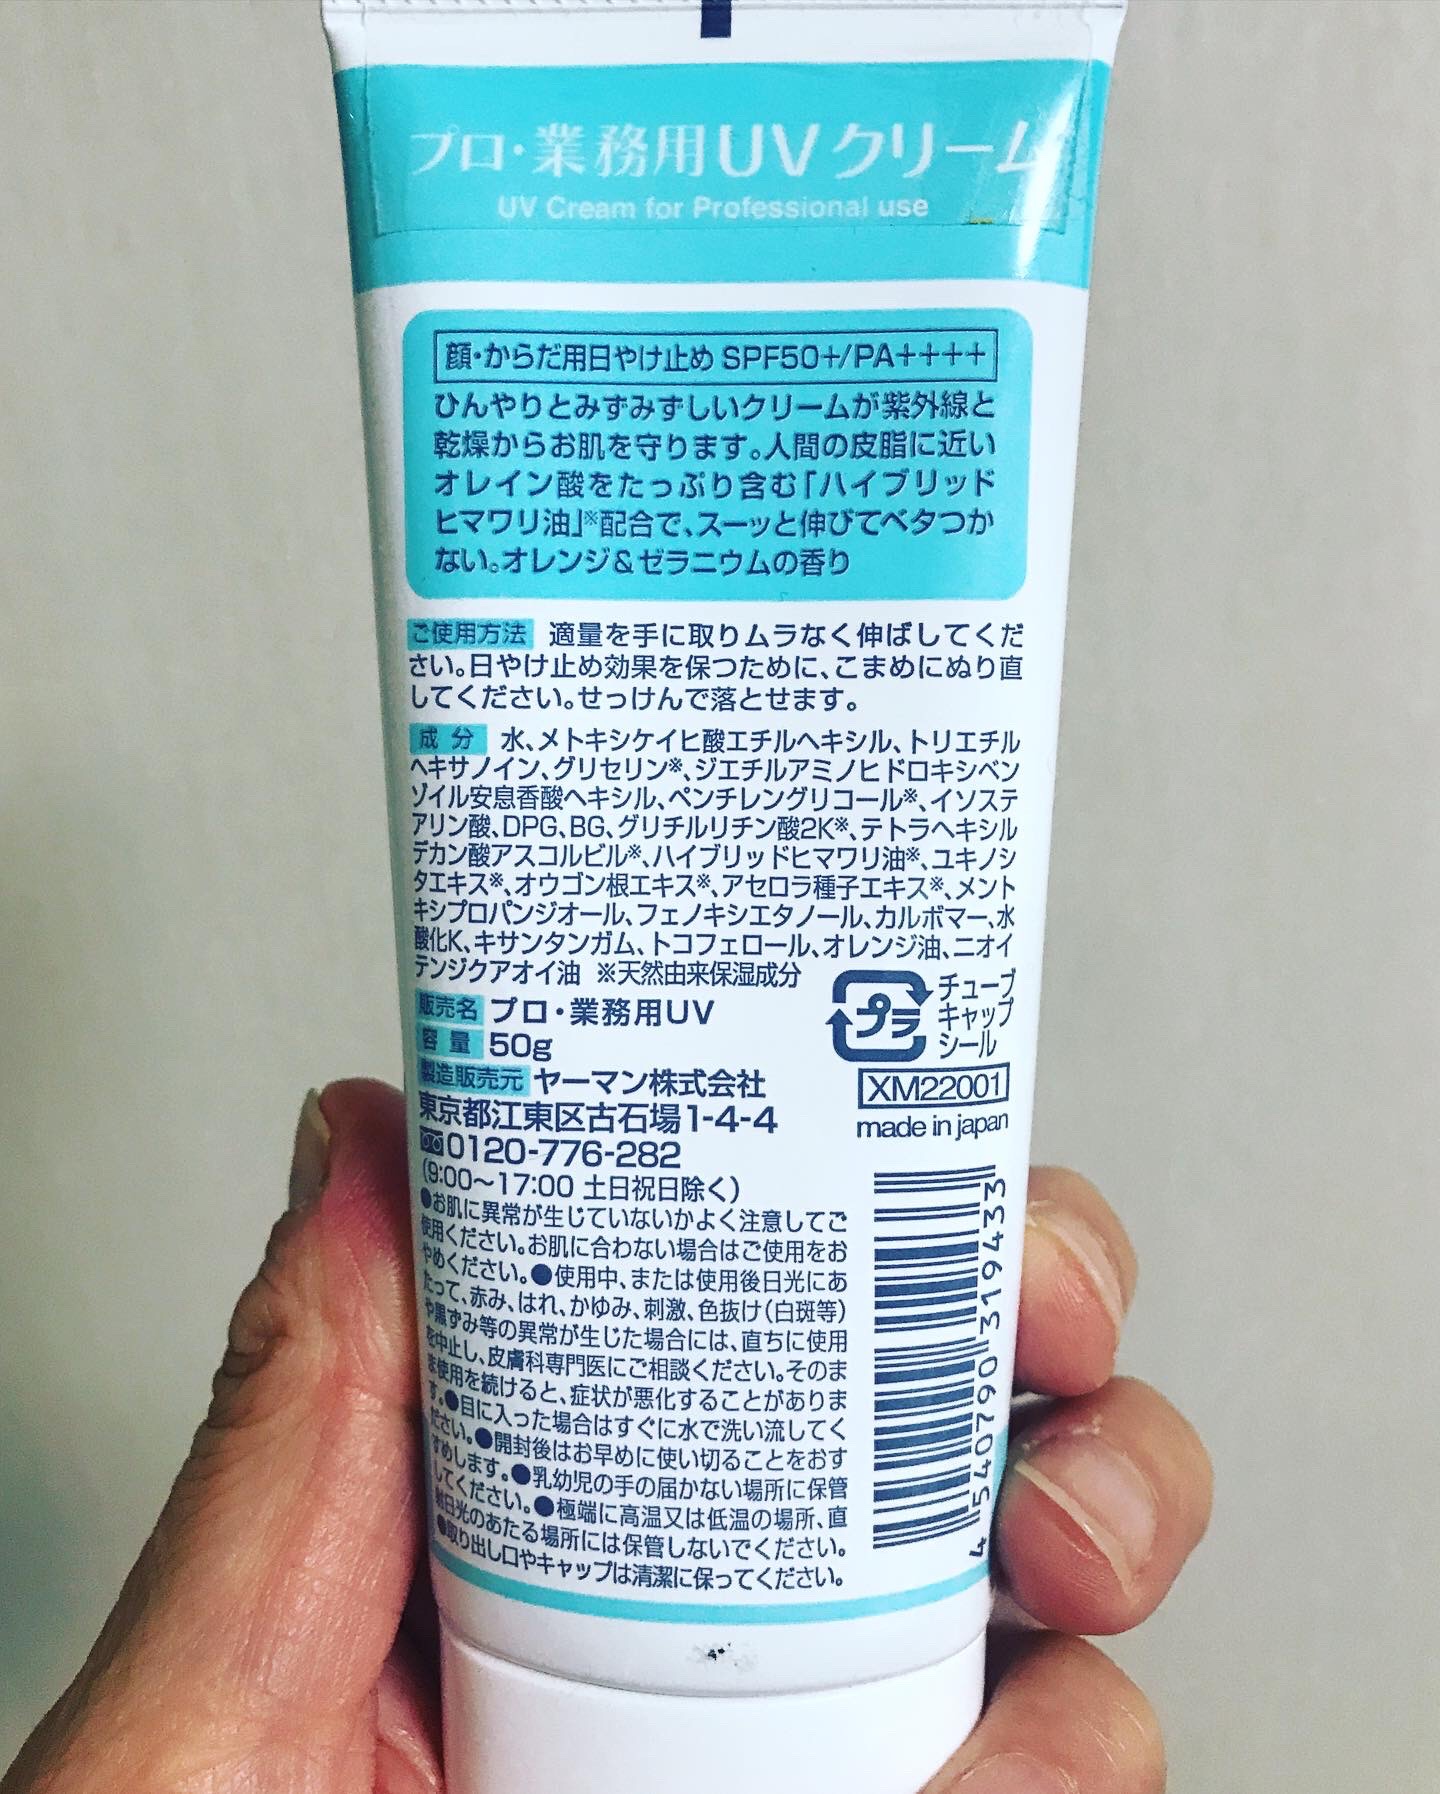 プロ・業務用UVクリーム
UV Cream for Professional use
顔・からだ用日やけ止め SPF50+/PA++++
ひんやりとみずみずしいクリームが紫外線と
乾燥からお肌を守ります。人間の皮脂に近い
オレイン酸をたっぷり含む「ハイブリッド
ヒマワリ油」※配合で、スーッと伸びてベタつか
ない。オレンジ&ゼラニウムの香り
ご使用方法 適量を手に取りムラなく伸ばしてくだ
さい。日やけ止め効果を保つために、こまめにぬり直
してください。せっけんで落とせます。
成分 水、メトキシケイヒ酸エチルヘキシル、トリエチル
ヘキサノイン、グリセリン※、ジエチルアミノヒドロキシベン
ゾイル安息香酸ヘキシル、ペンチレングリコール※、イソステ
アリン酸、DPG、BG、グリチルリチン酸2K※、テトラヘキシル
デカン酸アスコルビル※、ハイブリッドヒマワリ油※、ユキノシ
タエキス※、オウゴン根エキス※、アセロラ種子エキス※、メント
キシプロパンジオール、フェノキシエタノール、カルボマー、水
酸化K、キサンタンガム、トコフェロール、オレンジ油、ニオイ
テンジクアオイ油 ※天然由来保湿成分
販売名 プロ・業務用UV
容量 50g
製造販売元 ヤーマン株式会社
東京都江東区古石場1-4-4
0120-776-282
(9:00～17:00 土日祝日除く)
プラ
チューブ
キャップ
シール
XM22001
made in japan
●お肌に異常が生じていないかよく注意してご
使用ください。お肌に合わない場合はご使用をお
やめください。●使用中、または使用後日光にあ
たって、赤み、はれ、かゆみ、刺激、色抜け(白斑等)
や黒ずみ等の異常が生じた場合には、直ちに使用
を中止し、皮膚科専門医にご相談ください。そのま
ま使用を続けると、症状が悪化することがありま
す。●目に入った場合はすぐに水で洗い流してく
ださい。●開封後はお早めに使い切ることをおす
すめします。●乳幼児の手の届かない場所に保管
してください。●極端に高温又は低温の場所、直
射日光のあたる場所には保管しないでください。
●取り出し口やキャップは清潔に保ってください。
4 540790 319433